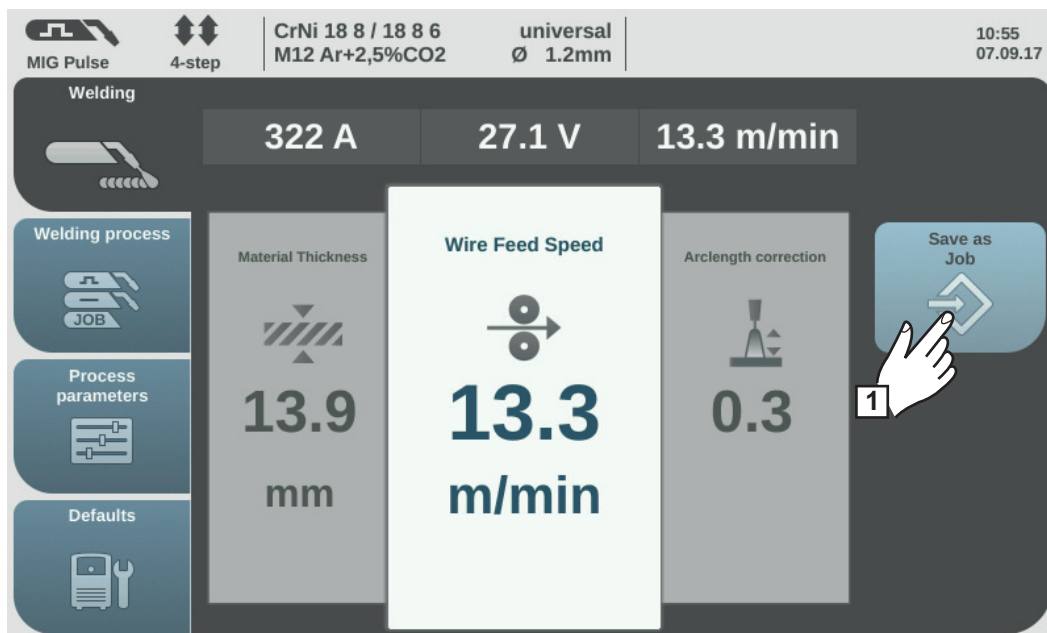 MIG Pulse
4-step
CrNi 18 8 / 18 8 6 universal
M12 Ar+2,5%CO2 Ø 1.2mm
10:55
07.09.17
Welding
322 A 27.1 V 13.3 m/min
Welding process
JOB
Process
parameters
Defaults
Material Thickness
13.9
mm
Wire Feed Speed
13.3
m/min
Arclength correction
0.3
Save as
Job
1